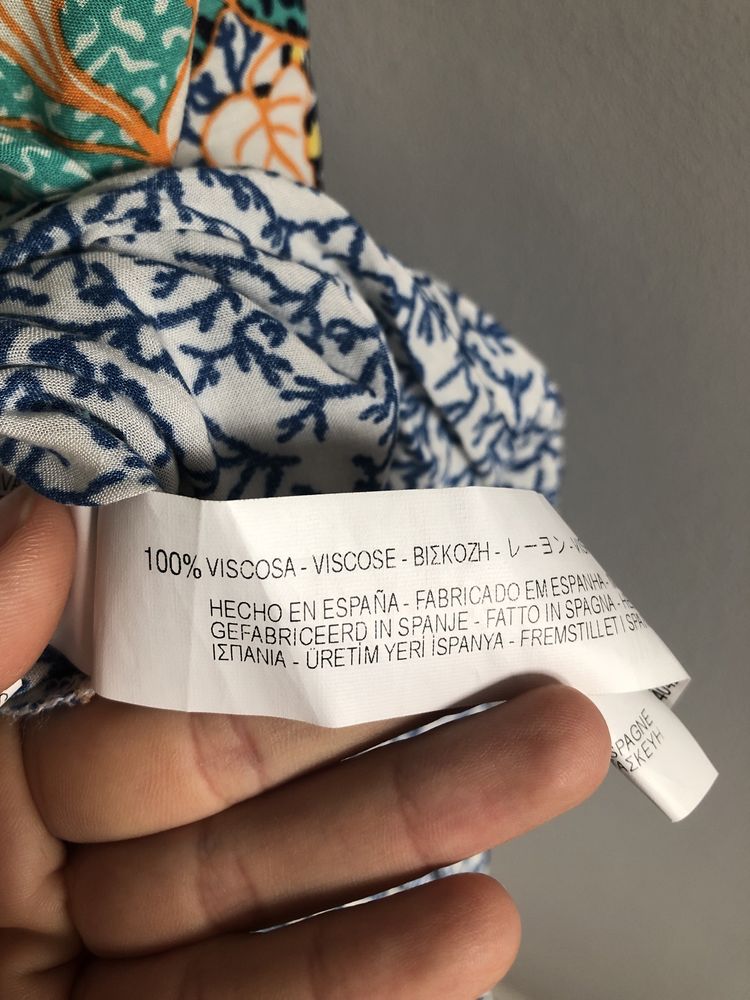 100% VISCOSA - VISCOSE - ΒΙΣΚΟΖΗ - レーヨン -
HECHO EN ESPAÑA - FABRICADO EM ESPANHA -
GEFABRICEERD IN SPANJE - FATTO IN SPAGNA -
ΙΣΠΑΝΙΑ - ÜRETİM YERİ İSPANYA - FREMSTILLET I